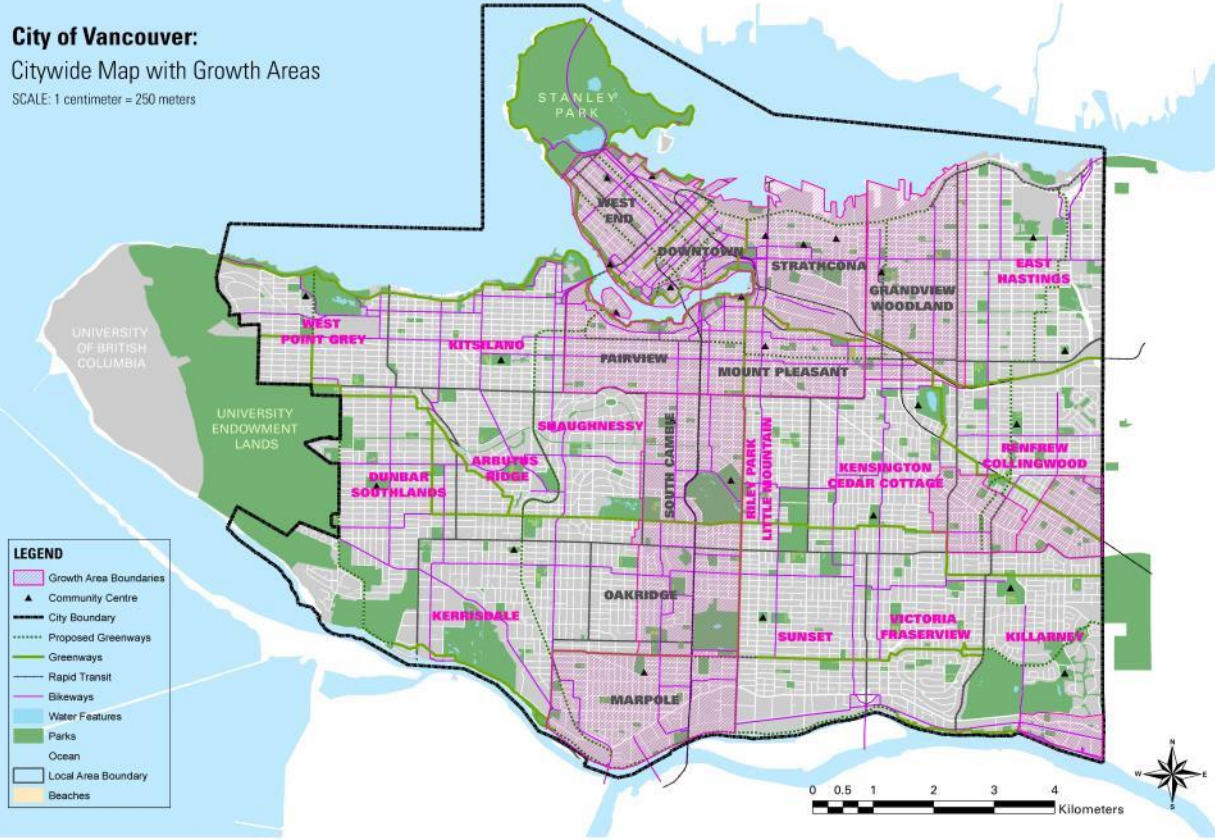 City of Vancouver:
Citywide Map with Growth Areas
SCALE: 1 centimeter = 250 meters
STANLEY
PARK
WEST
END
DOWNTOWN
STRATHCONA
GRANDVIEW
WOODLAND
EAST
HASTINGS
UNIVERSITY
OF BRITISH
COLUMBIA
WEST
POINT GREY
KITSILANO
FAIRVIEW
MOUNT PLEASANT
UNIVERSITY
ENDOWMENT
LANDS
SHAUGHNESSY
ARBUTUS
RIDGE
DUNBAR
SOUTHLANDS
SOUTH CAMBIE
RILEY PARK
LITTLE MOUNTAIN
KENSINGTON
CEDAR COTTAGE
RENFREW
COLLINGWOOD
KERRISDALE
OAKRIDGE
SUNSET
VICTORIA
FRASERVIEW
KILLARNEY
MARPOLE
LEGEND
Growth Area Boundaries
Community Centre
City Boundary
Proposed Greenways
Greenways
Rapid Transit
Bikeways
Water Features
Parks
Ocean
Local Area Boundary
Beaches
N
W E
S
0 0.5 1 2 3 4
Kilometers